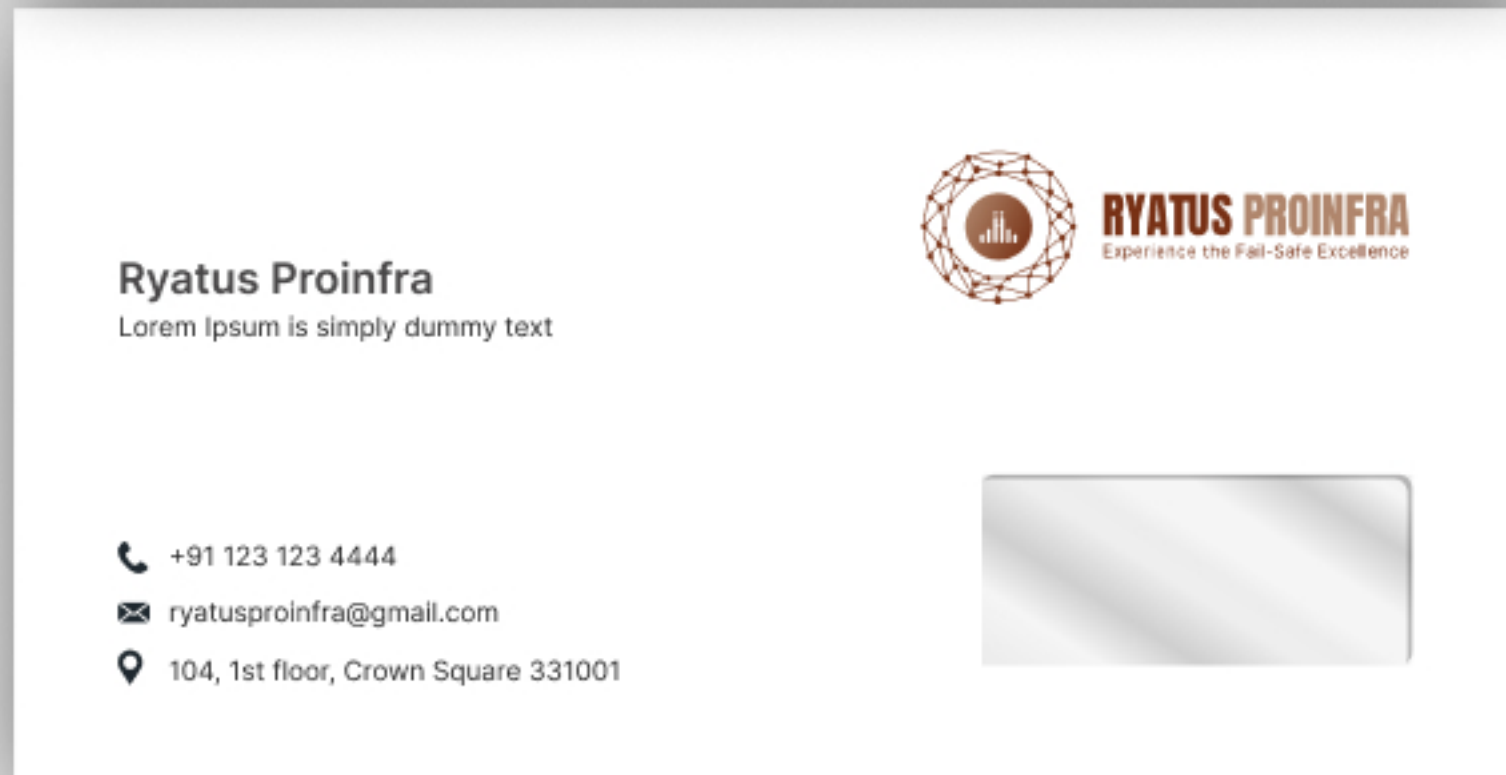 RYATUS PROINFRA
Experience the Fail-Safe Excellence
Ryatus Proinfra
Lorem Ipsum is simply dummy text
+91 123 123 4444
ryatusproinfra@gmail.com
104, 1st floor, Crown Square 331001